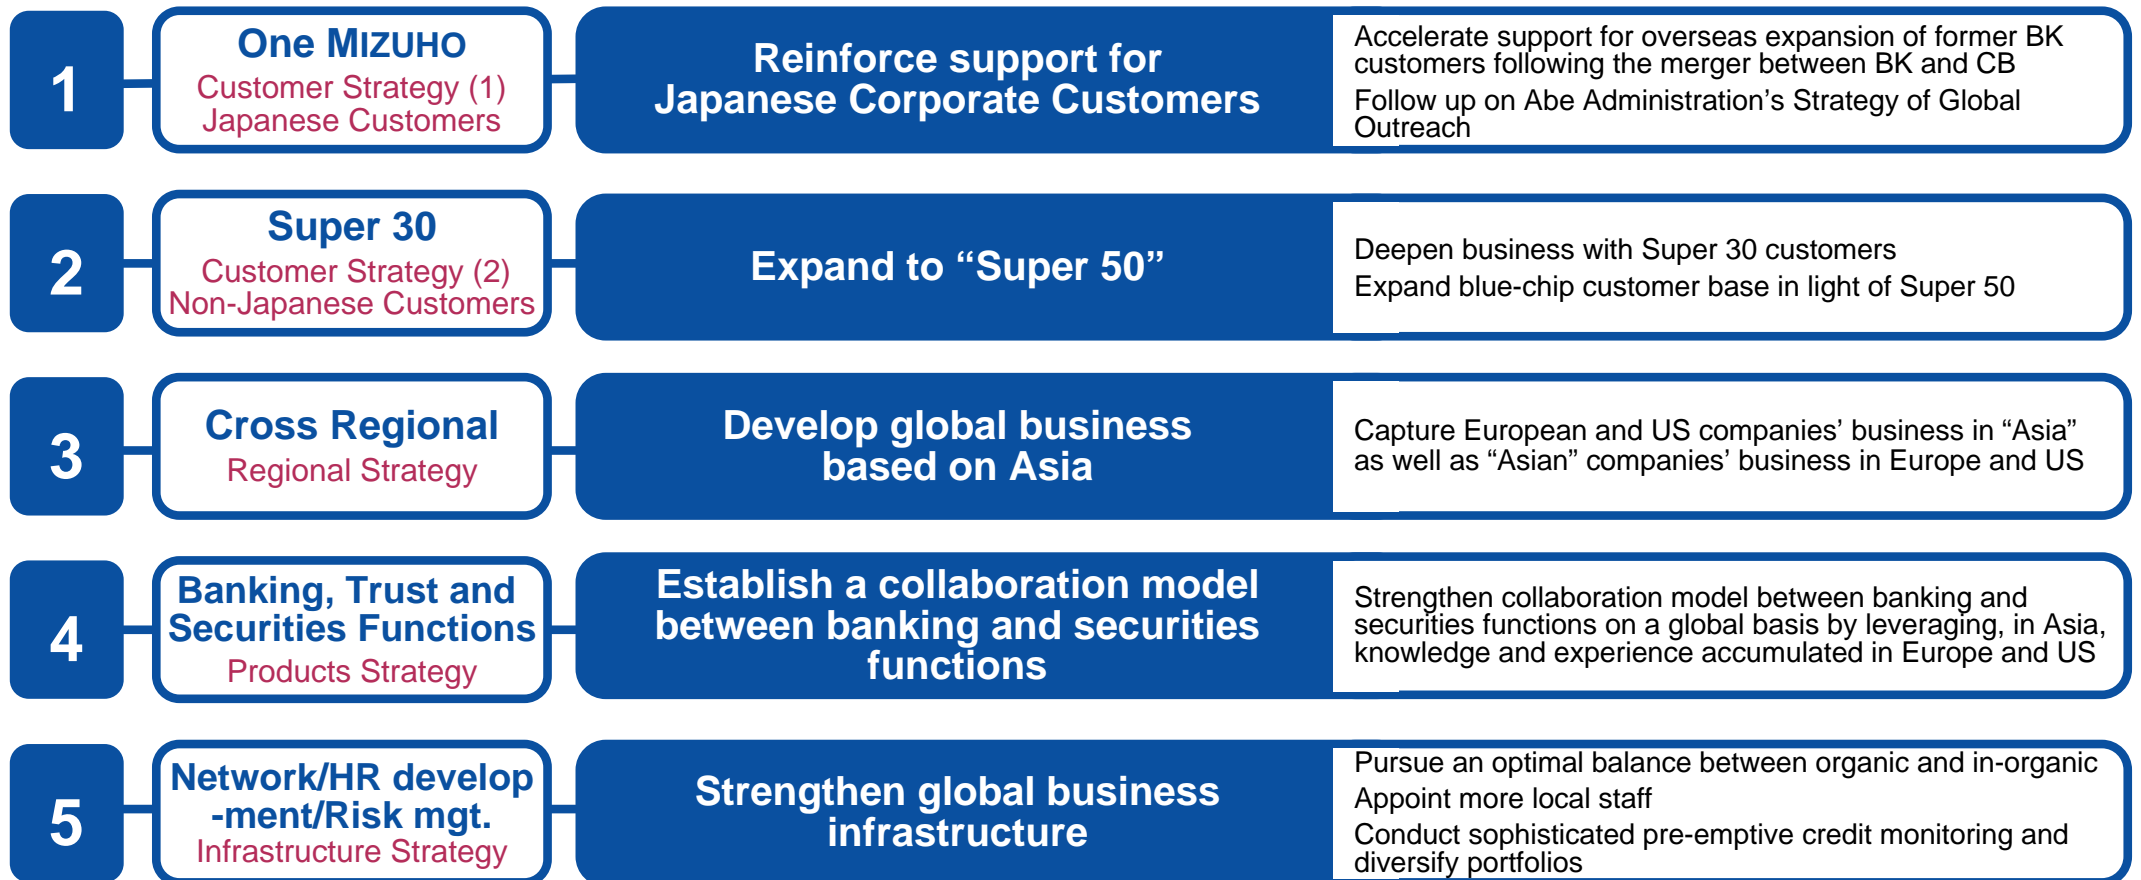 1
One MIZUHO
Customer Strategy (1)
Japanese Customers
Reinforce support for
Japanese Corporate Customers
Accelerate support for overseas expansion of former BK
customers following the merger between BK and CB
Follow up on Abe Administration’s Strategy of Global
Outreach
2
Super 30
Customer Strategy (2)
Non-Japanese Customers
Expand to “Super 50”
Deepen business with Super 30 customers
Expand blue-chip customer base in light of Super 50
3
Cross Regional
Regional Strategy
Develop global business
based on Asia
Capture European and US companies’ business in “Asia”
as well as “Asian” companies’ business in Europe and US
4
Banking, Trust and
Securities Functions
Products Strategy
Establish a collaboration model
between banking and securities
functions
Strengthen collaboration model between banking and
securities functions on a global basis by leveraging, in Asia,
knowledge and experience accumulated in Europe and US
5
Network/HR develop
-ment/Risk mgt.
Infrastructure Strategy
Strengthen global business
infrastructure
Pursue an optimal balance between organic and in-organic
Appoint more local staff
Conduct sophisticated pre-emptive credit monitoring and
diversify portfolios